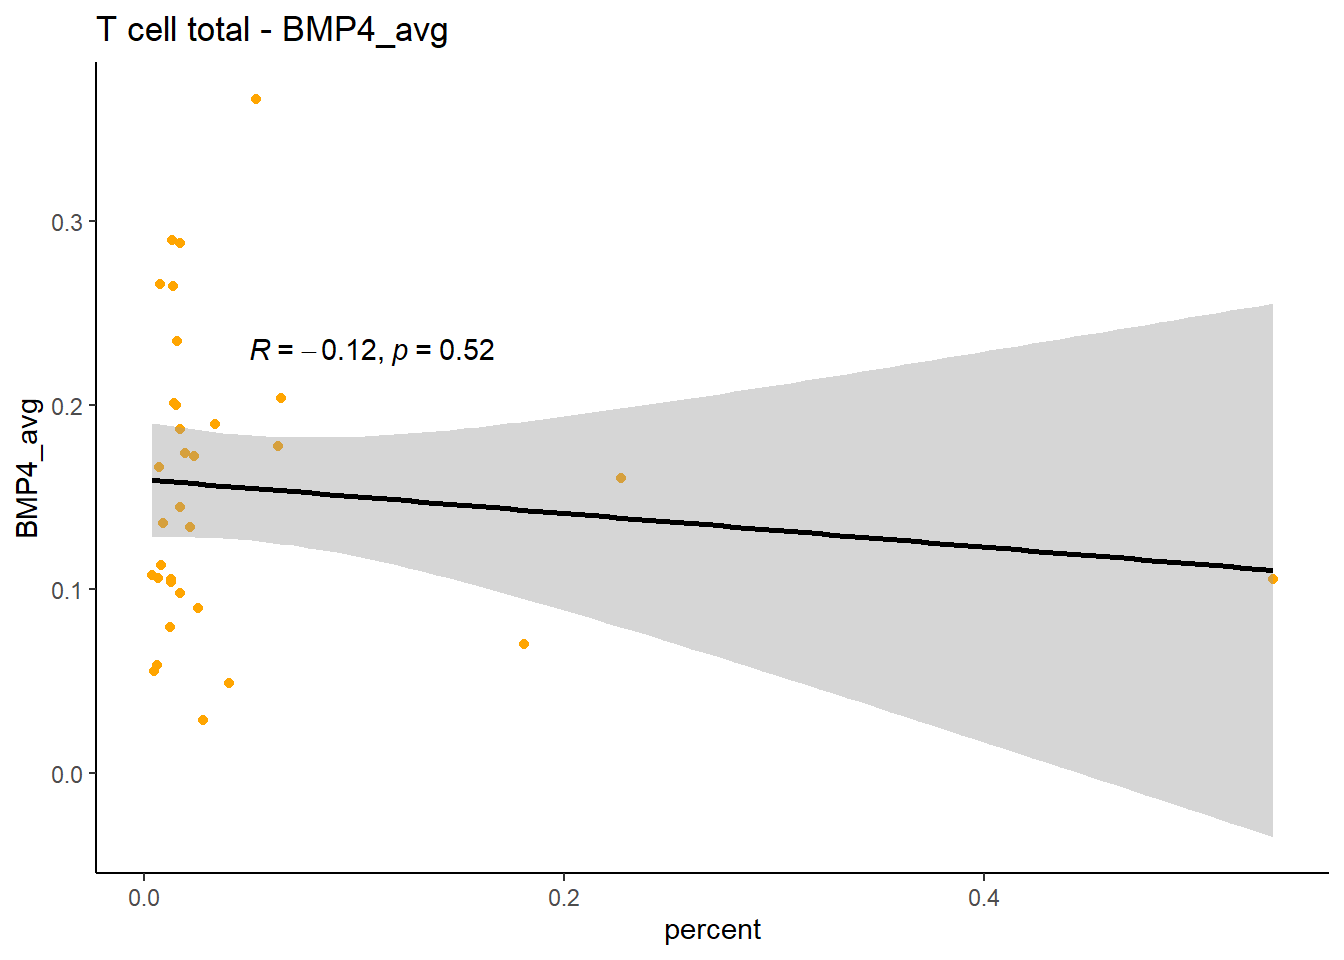 T cell total - BMP4_avg
0.3
R = −0.12, p = 0.52
0.2
BMP4_avg
0.1
0.0
0.0 0.2 0.4
percent